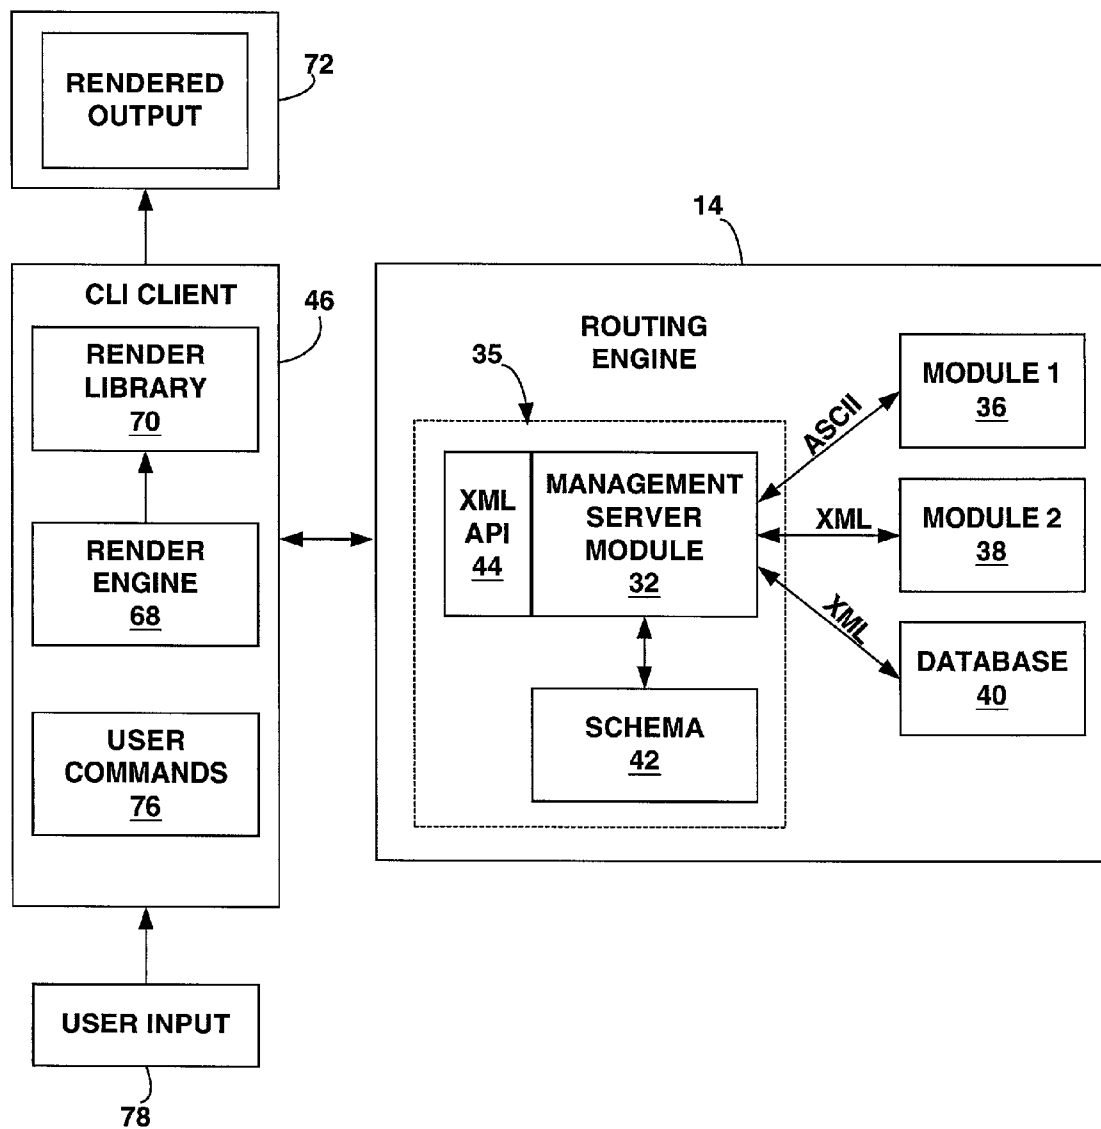 RENDERED
OUTPUT
72
CLI CLIENT
46
RENDER
LIBRARY
70
RENDER
ENGINE
68
USER
COMMANDS
76
USER INPUT
78
14
ROUTING
ENGINE
35
XML
API
44
MANAGEMENT
SERVER
MODULE
32
SCHEMA
42
ASCII
XML
XML
MODULE 1
36
MODULE 2
38
DATABASE
40